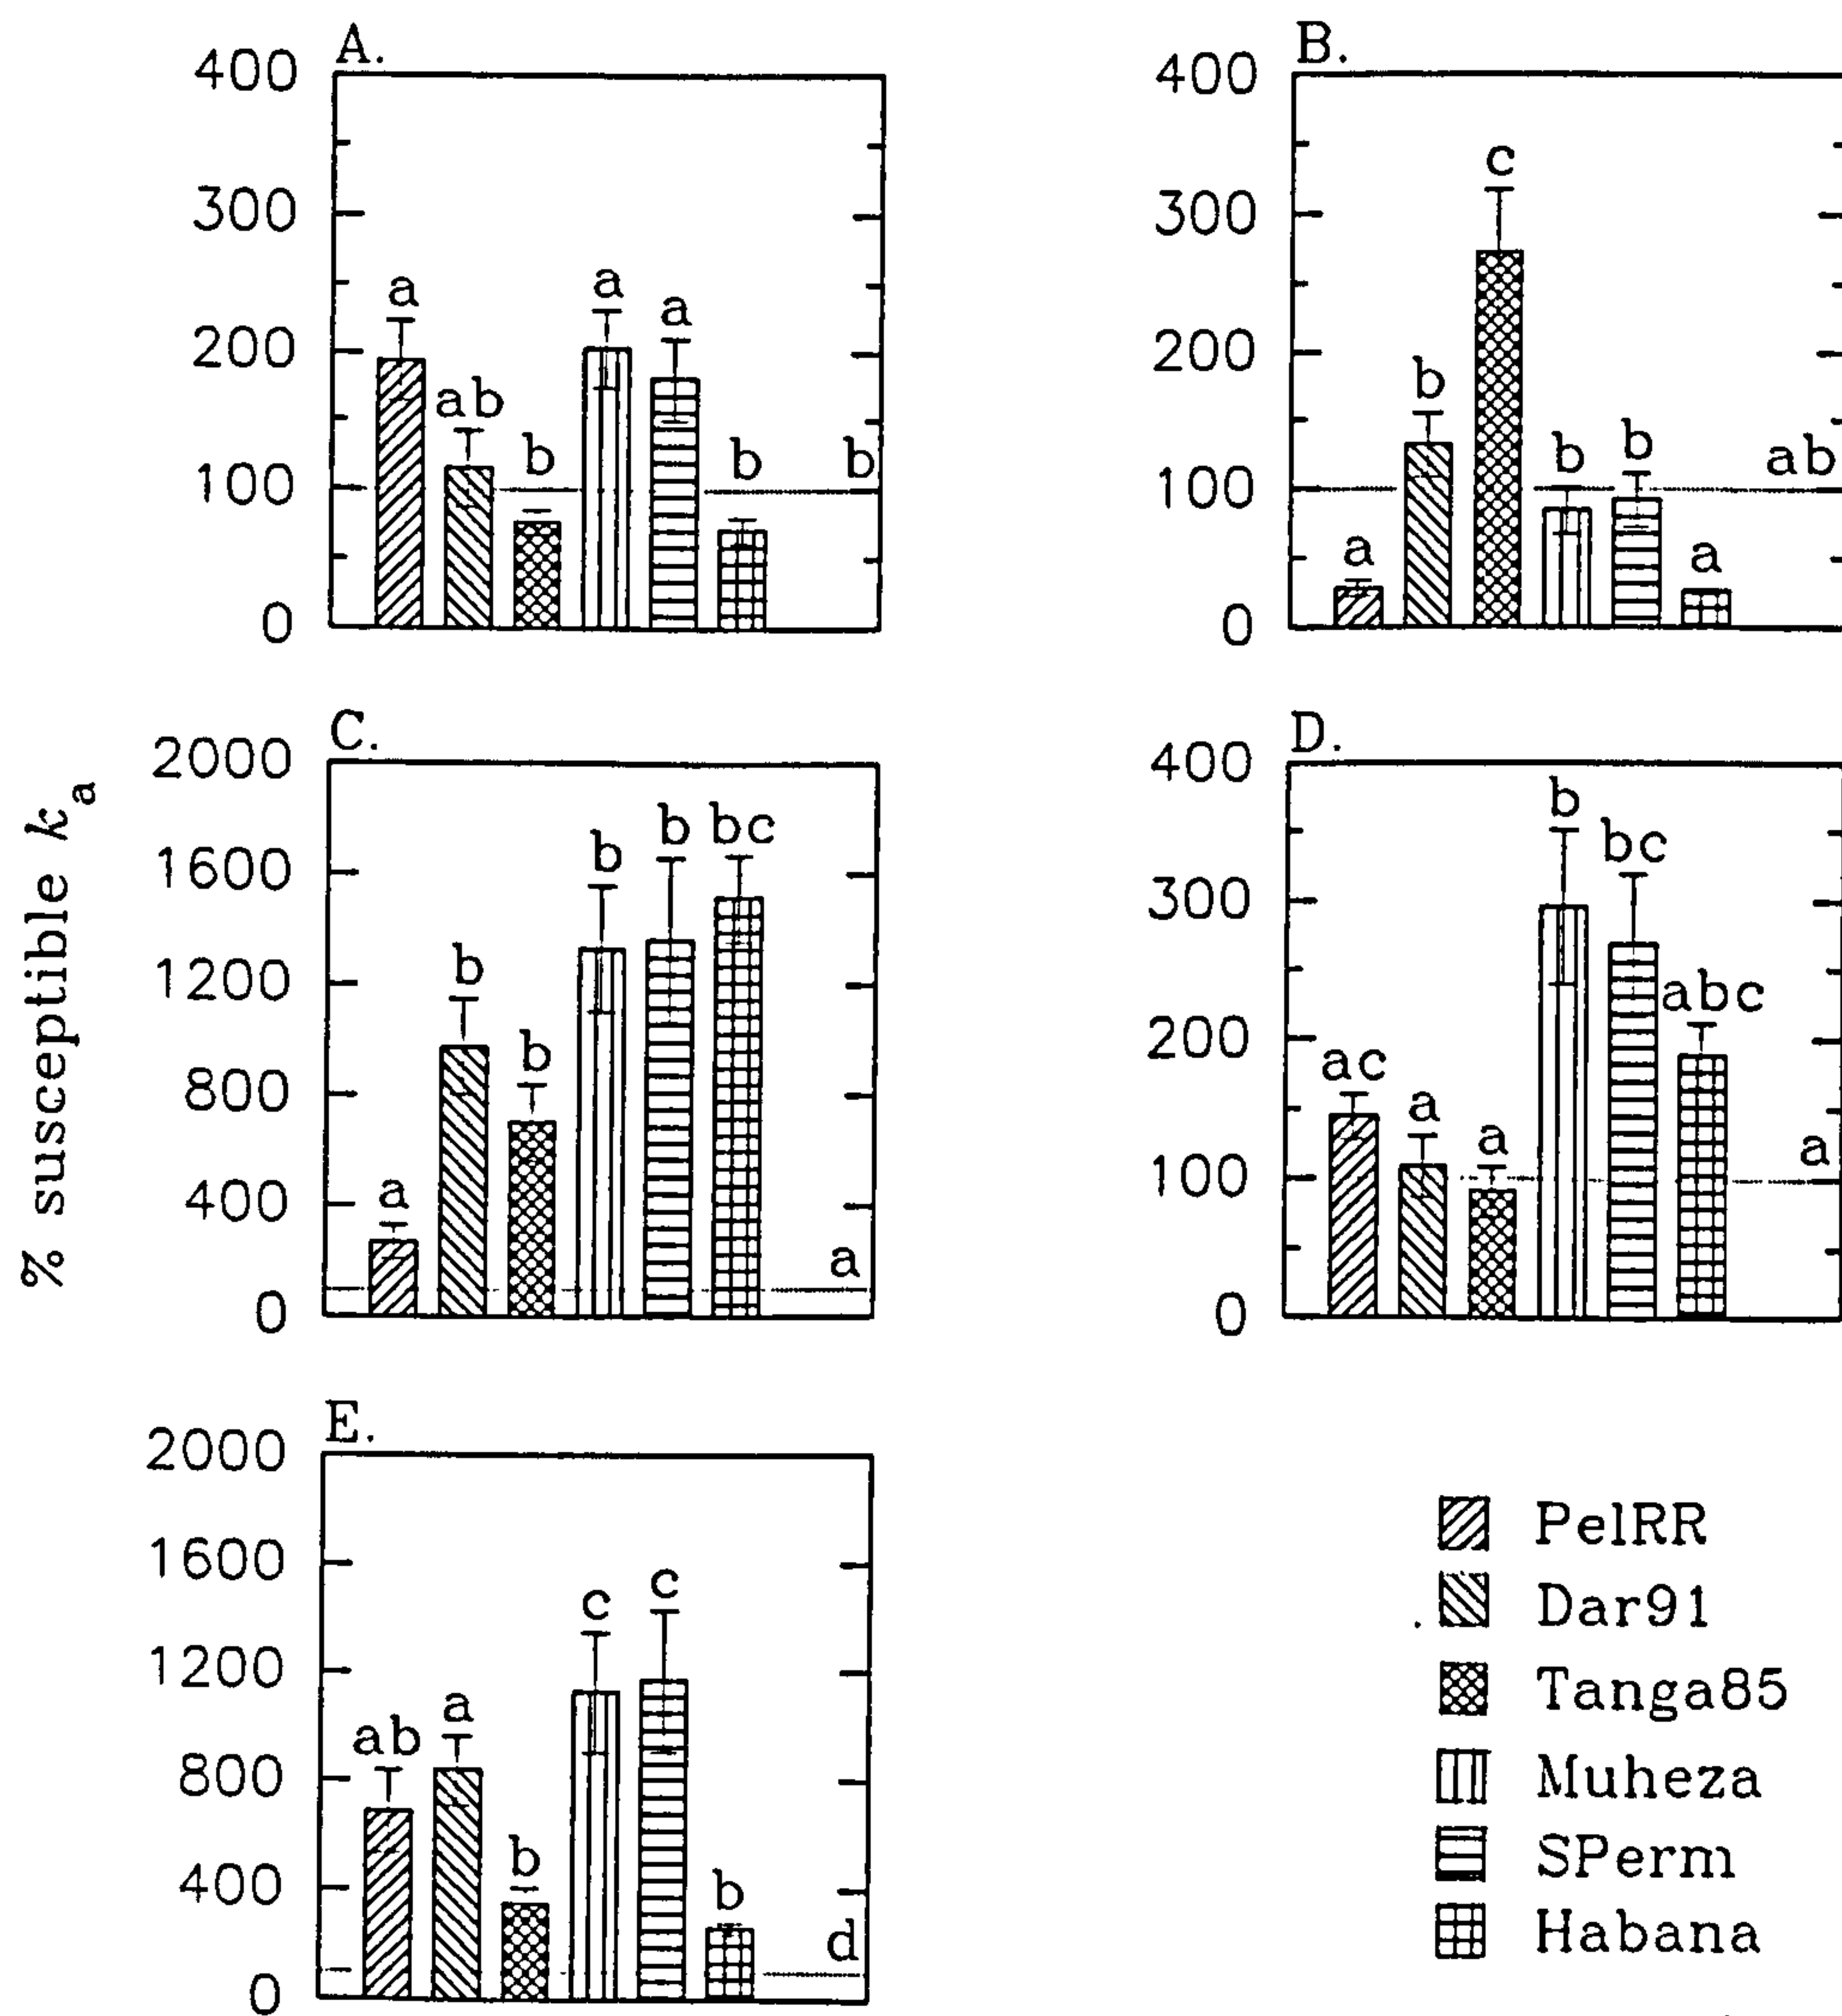 A.
400
300
200
100
0
a
ab
b
a
a
b
b
B.
400
300
200
100
0
a
b
c
b
b
a
ab
% susceptible ka
C.
2000
1600
1200
800
400
0
a
b
b
b
b
bc
a
D.
400
300
200
100
0
ac
a
a
b
bc
abc
a
E.
2000
1600
1200
800
400
0
ab
a
b
c
c
b
d
PelRR
Dar91
Tanga85
Muheza
SPerm
Habana